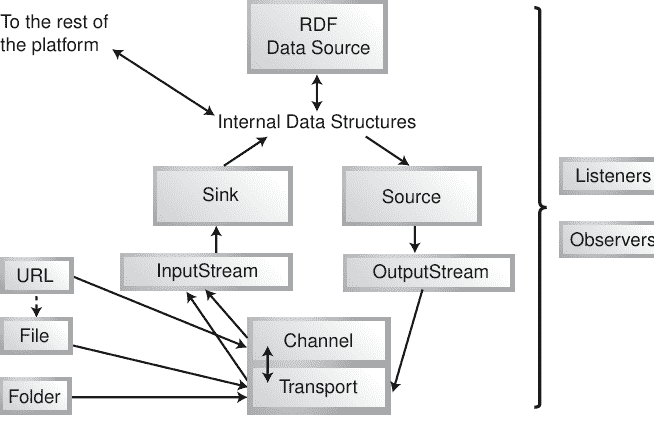 To the rest of
the platform
RDF
Data Source
Internal Data Structures
Sink
Source
Listeners
Observers
InputStream
OutputStream
URL
File
Folder
Channel
Transport